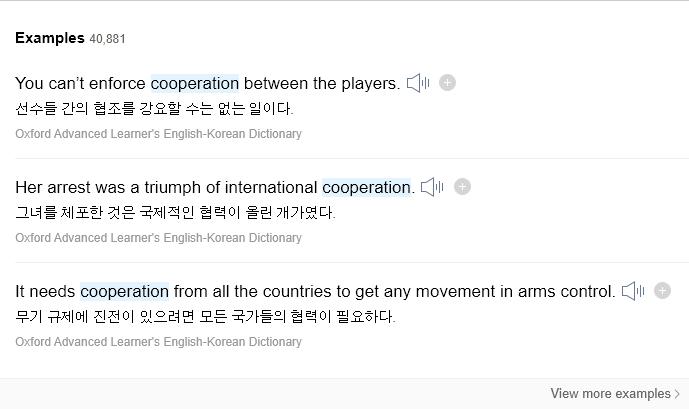 Examples 40,881
You can’t enforce cooperation between the players.
선수들 간의 협조를 강요할 수는 없는 일이다.
Oxford Advanced Learner's English-Korean Dictionary
Her arrest was a triumph of international cooperation.
그녀를 체포한 것은 국제적인 협력이 올린 개가였다.
Oxford Advanced Learner's English-Korean Dictionary
It needs cooperation from all the countries to get any movement in arms control.
무기 규제에 진전이 있으려면 모든 국가들의 협력이 필요하다.
Oxford Advanced Learner's English-Korean Dictionary
View more examples